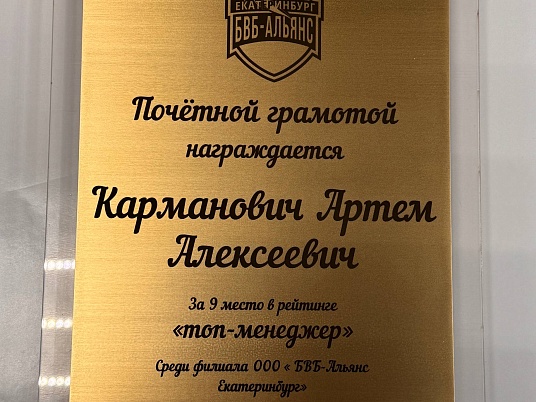 ЕКАТЕРИНБУРГ
БВБ-АЛЬЯНС
Почётной грамотой
награждается
Карманович Артем
Алексеевич
За 9 место в рейтинге
«топ-менеджер»
Среди филиала ООО « БВБ-Альянс
Екатеринбург»